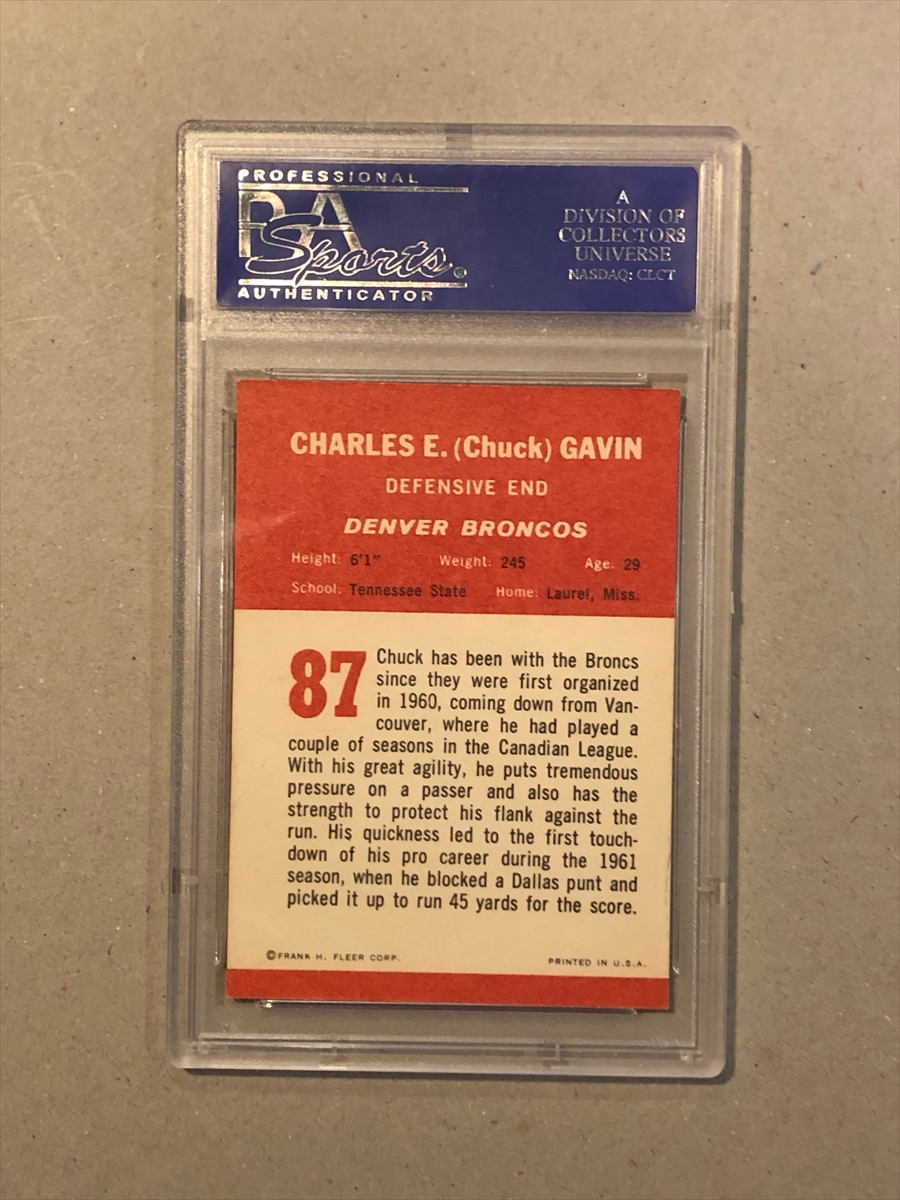 PROFESSIONAL
PSA
Sports®
AUTHENTICATOR
A
DIVISION OF
COLLECTORS
UNIVERSE
NASDAQ: CLCT
CHARLES E. (Chuck) GAVIN
DEFENSIVE END
DENVER BRONCOS
Height: 6'1" Weight: 245 Age: 29
School: Tennessee State Home: Laurel, Miss.
87
Chuck has been with the Broncs
since they were first organized
in 1960, coming down from Van-
couver, where he had played a
couple of seasons in the Canadian League.
With his great agility, he puts tremendous
pressure on a passer and also has the
strength to protect his flank against the
run. His quickness led to the first touch-
down of his pro career during the 1961
season, when he blocked a Dallas punt and
picked it up to run 45 yards for the score.
©FRANK H. FLEER CORP. PRINTED IN U.S.A.